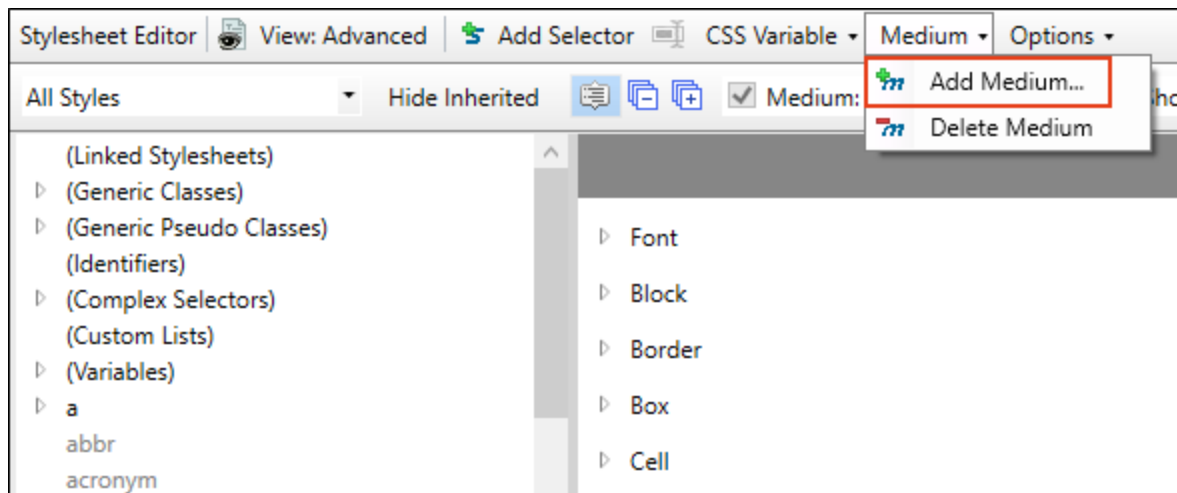 Stylesheet Editor View: Advanced Add Selector CSS Variable Medium Options
Add Medium...
Delete Medium
All Styles Hide Inherited Medium:
(Linked Stylesheets)
(Generic Classes)
(Generic Pseudo Classes)
(Identifiers)
(Complex Selectors)
(Custom Lists)
(Variables)
a
abbr
acronym
Font
Block
Border
Box
Cell